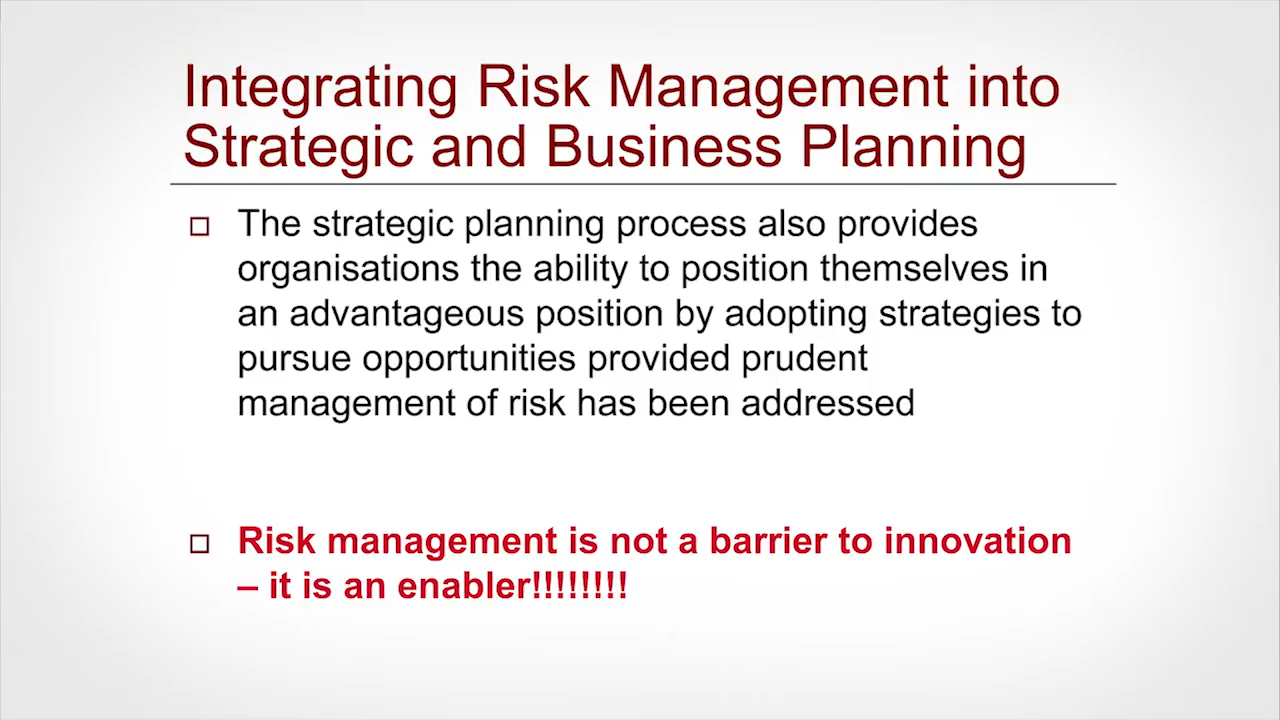 Integrating Risk Management into
Strategic and Business Planning
The strategic planning process also provides
organisations the ability to position themselves in
an advantageous position by adopting strategies to
pursue opportunities provided prudent
management of risk has been addressed
Risk management is not a barrier to innovation
– it is an enabler!!!!!!!!